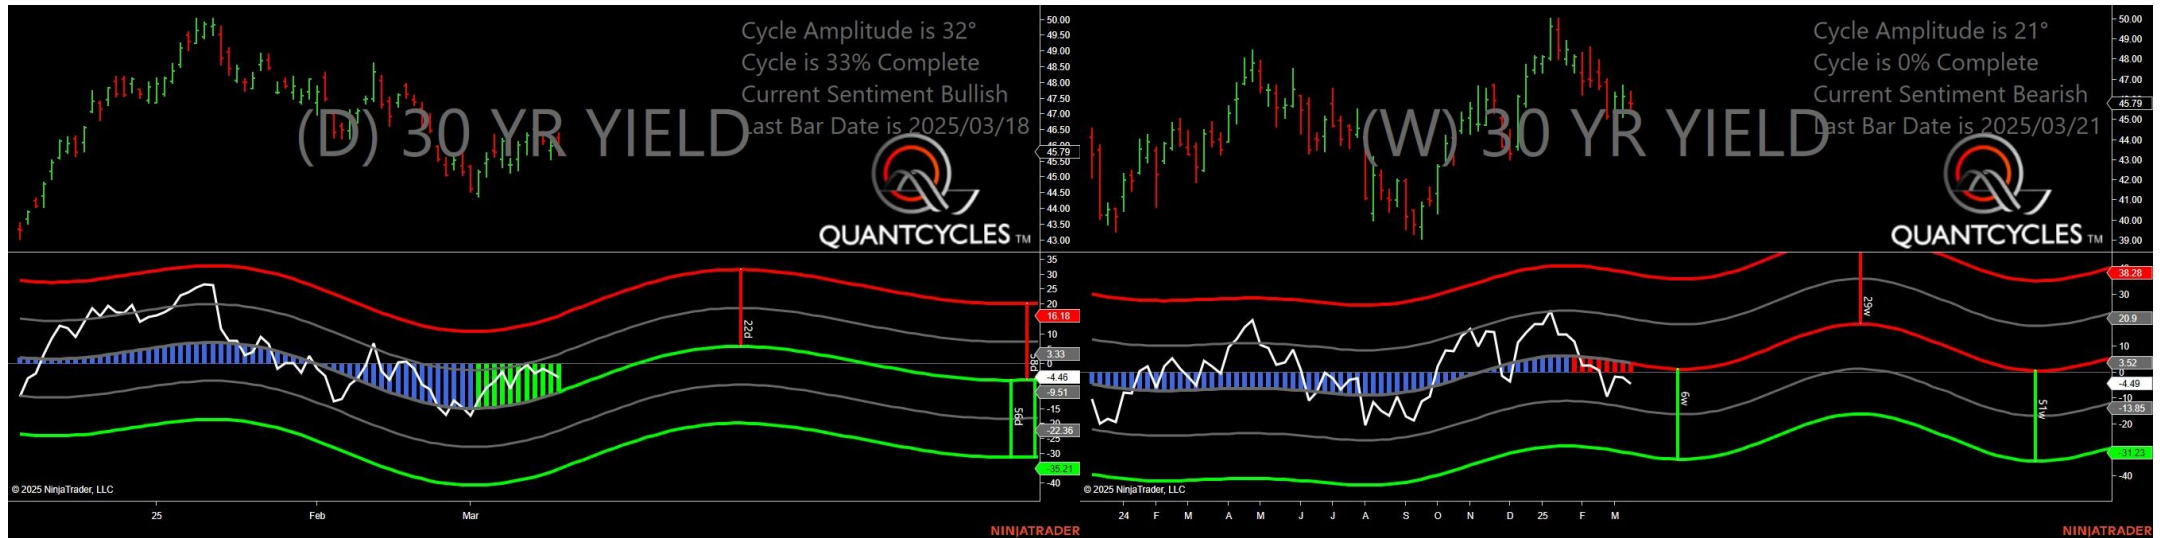 Cycle Amplitude is 32°
Cycle is 33% Complete
Current Sentiment Bullish
Last Bar Date is 2025/03/18
(D) 30 YR YIELD
QUANTCYCLES TM
50.00
49.50
49.00
48.50
48.00
47.50
47.00
46.50
45.79
45.50
45.00
44.50
44.00
43.50
43.00
35
30
25
20
16.18
10
3.33
0
-4.46
-9.51
-15
-22.36
-25
-30
-35.21
-40
22d
58d
56d
© 2025 NinjaTrader, LLC
25
Feb
Mar
NINJATRADER
Cycle Amplitude is 21°
Cycle is 0% Complete
Current Sentiment Bearish
Last Bar Date is 2025/03/21
(W) 30 YR YIELD
QUANTCYCLES TM
50.00
49.00
48.00
47.00
45.79
45.00
44.00
43.00
42.00
41.00
40.00
39.00
38.28
30
20.9
10
3.52
0
-4.49
-10
-13.85
-20
-31.23
-40
29w
6w
51w
© 2025 NinjaTrader, LLC
24 F M A M J J A S O N D 25 F M
NINJATRADER